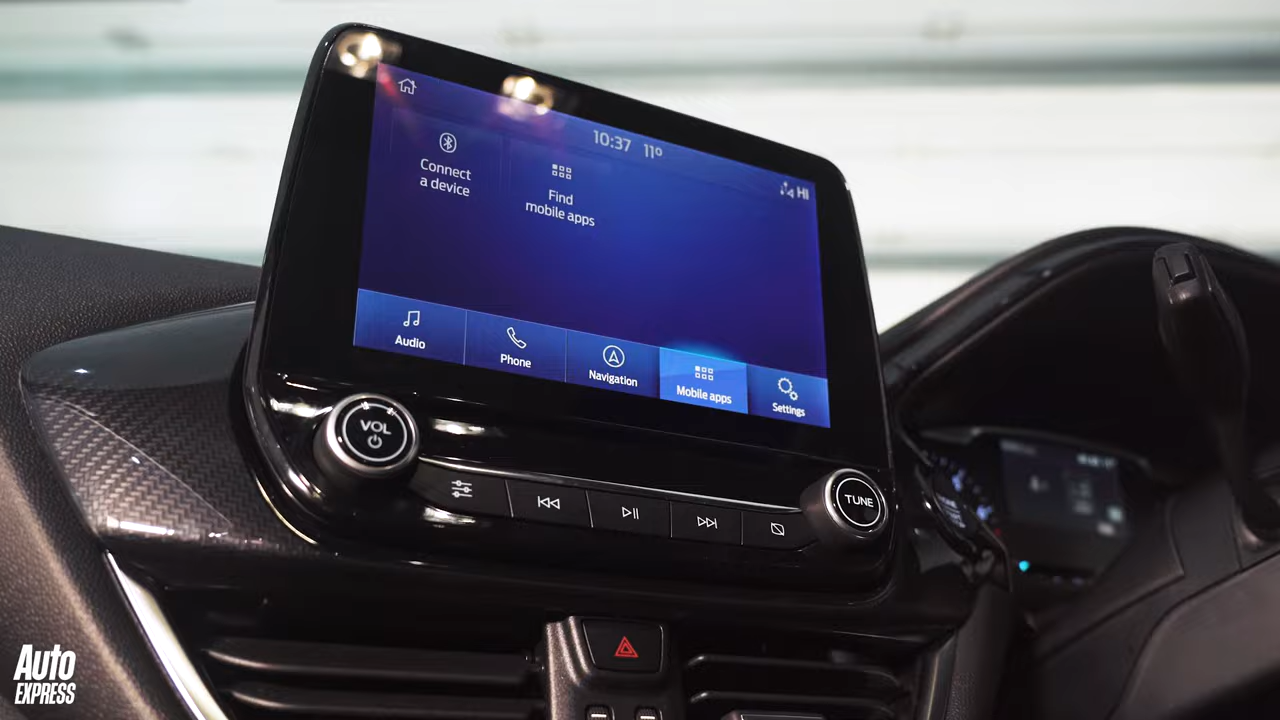 10:37 11°
HI
Connect
a device
Find
mobile apps
Audio
Phone
Navigation
Mobile apps
Settings
VOL
TUNE
Auto
EXPRESS